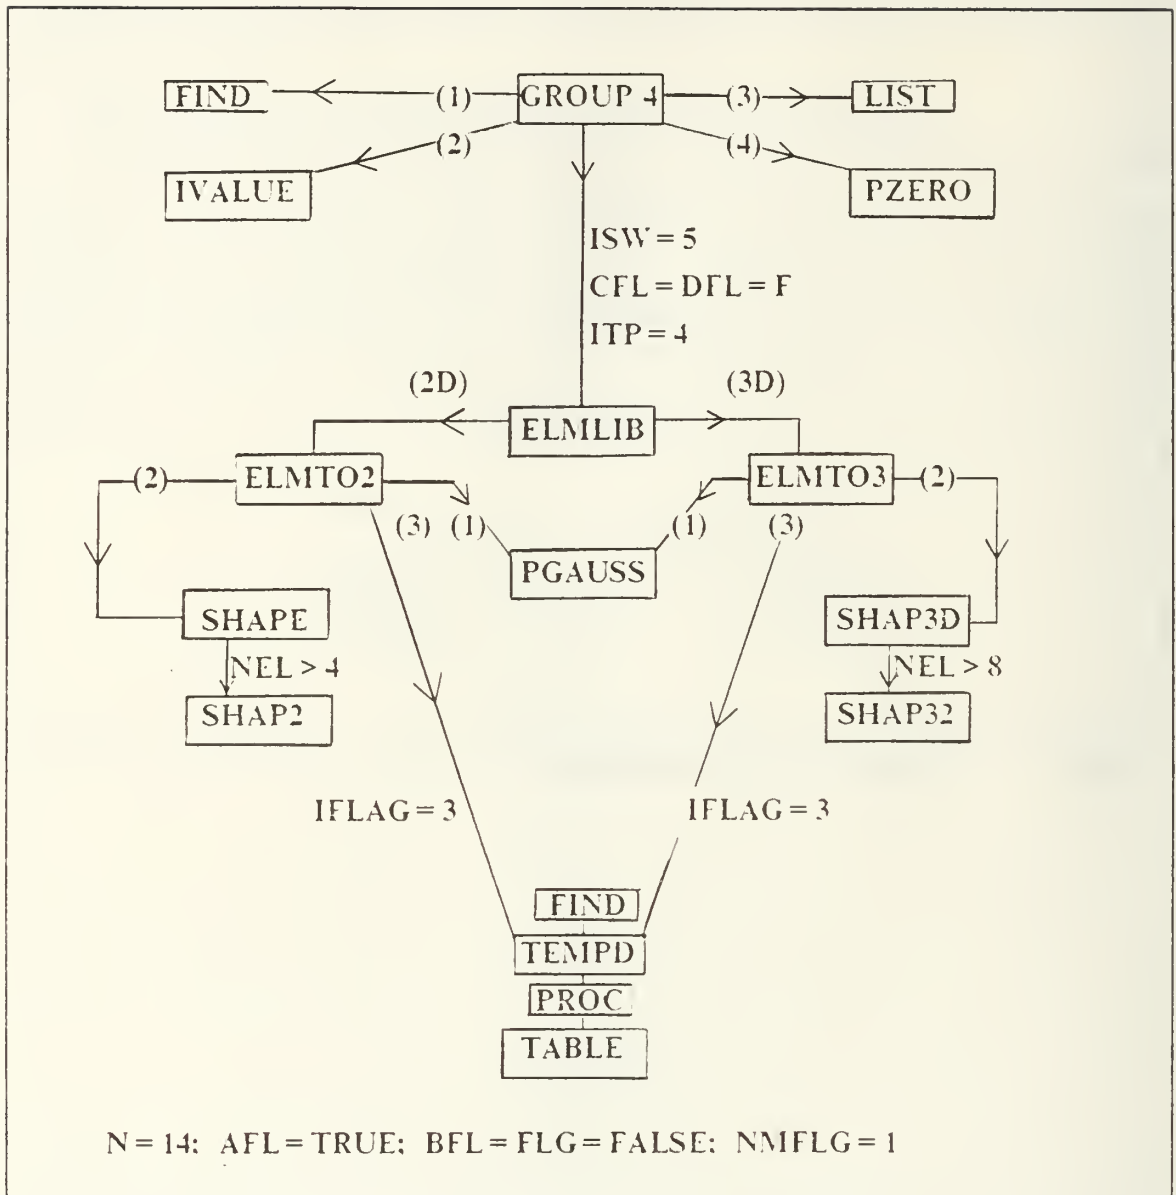 FIND (1) GROUP 4 (3) LIST
(2) (4)
IVALUE PZERO
ISW = 5
CFL = DFL = F
ITP = 4
(2D) (3D)
ELMLIB
(2) ELMTO2 ELMTO3 (2)
(3) (1) (1) (3)
PGAUSS
SHAPE SHAP3D
NEL > 4 NEL > 8
SHAP2 SHAP32
IFLAG = 3 IFLAG = 3
FIND
TEMPD
PROC
TABLE
N = 14: AFL = TRUE; BFL = FLG = FALSE; NMFLG = 1